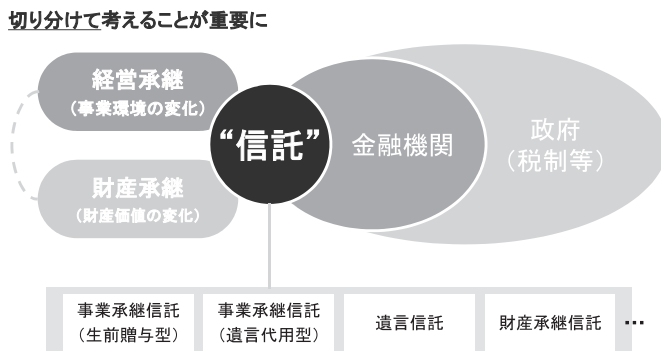 切り分けて考えることが重要に
経営承継
（事業環境の変化）
“信託”
金融機関
政府
（税制等）
財産承継
（財産価値の変化）
事業承継信託
（生前贈与型）
事業承継信託
（遺言代用型）
遺言信託
財産承継信託
…